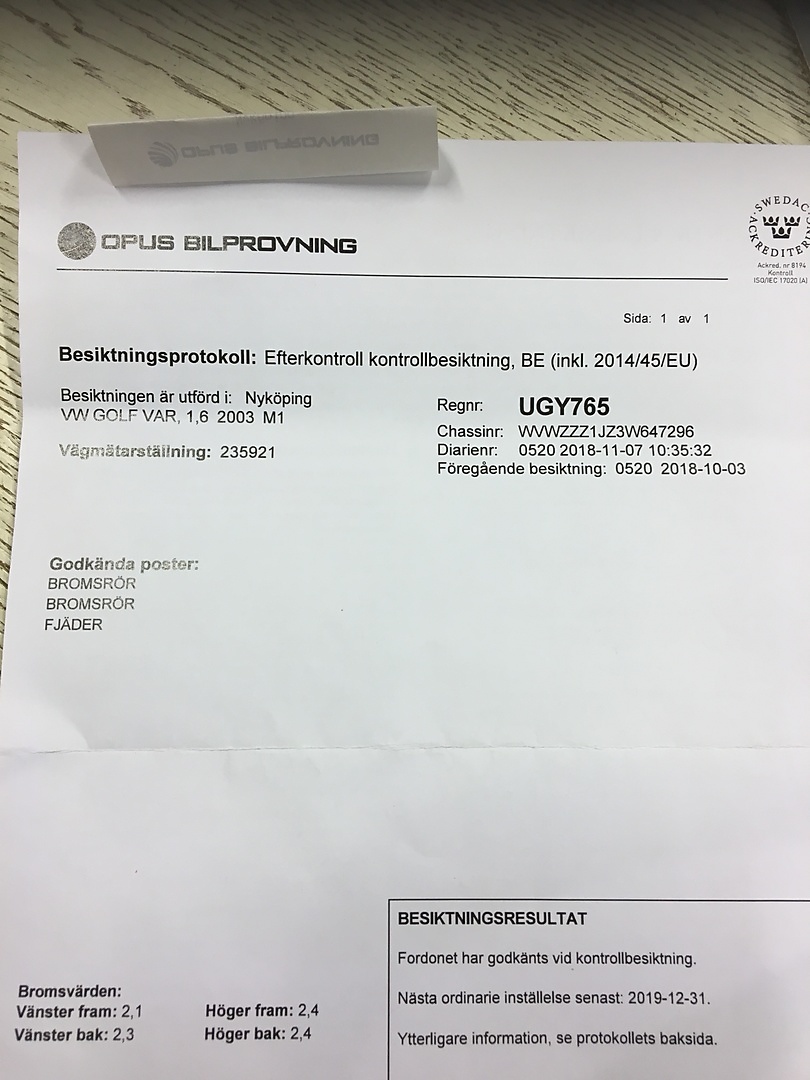 OPUS BILPROVNING
OPUS BILPROVNING
SWEDAC
ACKREDITERING
Ackred. nr 8194
Kontroll
ISO/IEC 17020 (A)
Sida: 1 av 1
Besiktningsprotokoll: Efterkontroll kontrollbesiktning, BE (inkl. 2014/45/EU)
Besiktningen är utförd i: Nyköping
VW GOLF VAR, 1,6 2003 M1
Vägmätarställning: 235921
Regnr: UGY765
Chassinr: WVWZZZ1JZ3W647296
Diarienr: 0520 2018-11-07 10:35:32
Föregående besiktning: 0520 2018-10-03
Godkända poster:
BROMSRÖR
BROMSRÖR
FJÄDER
Bromsvärden:
Vänster fram: 2,1 Höger fram: 2,4
Vänster bak: 2,3 Höger bak: 2,4
BESIKTNINGSRESULTAT
Fordonet har godkänts vid kontrollbesiktning.
Nästa ordinarie inställelse senast: 2019-12-31.
Ytterligare information, se protokollets baksida.